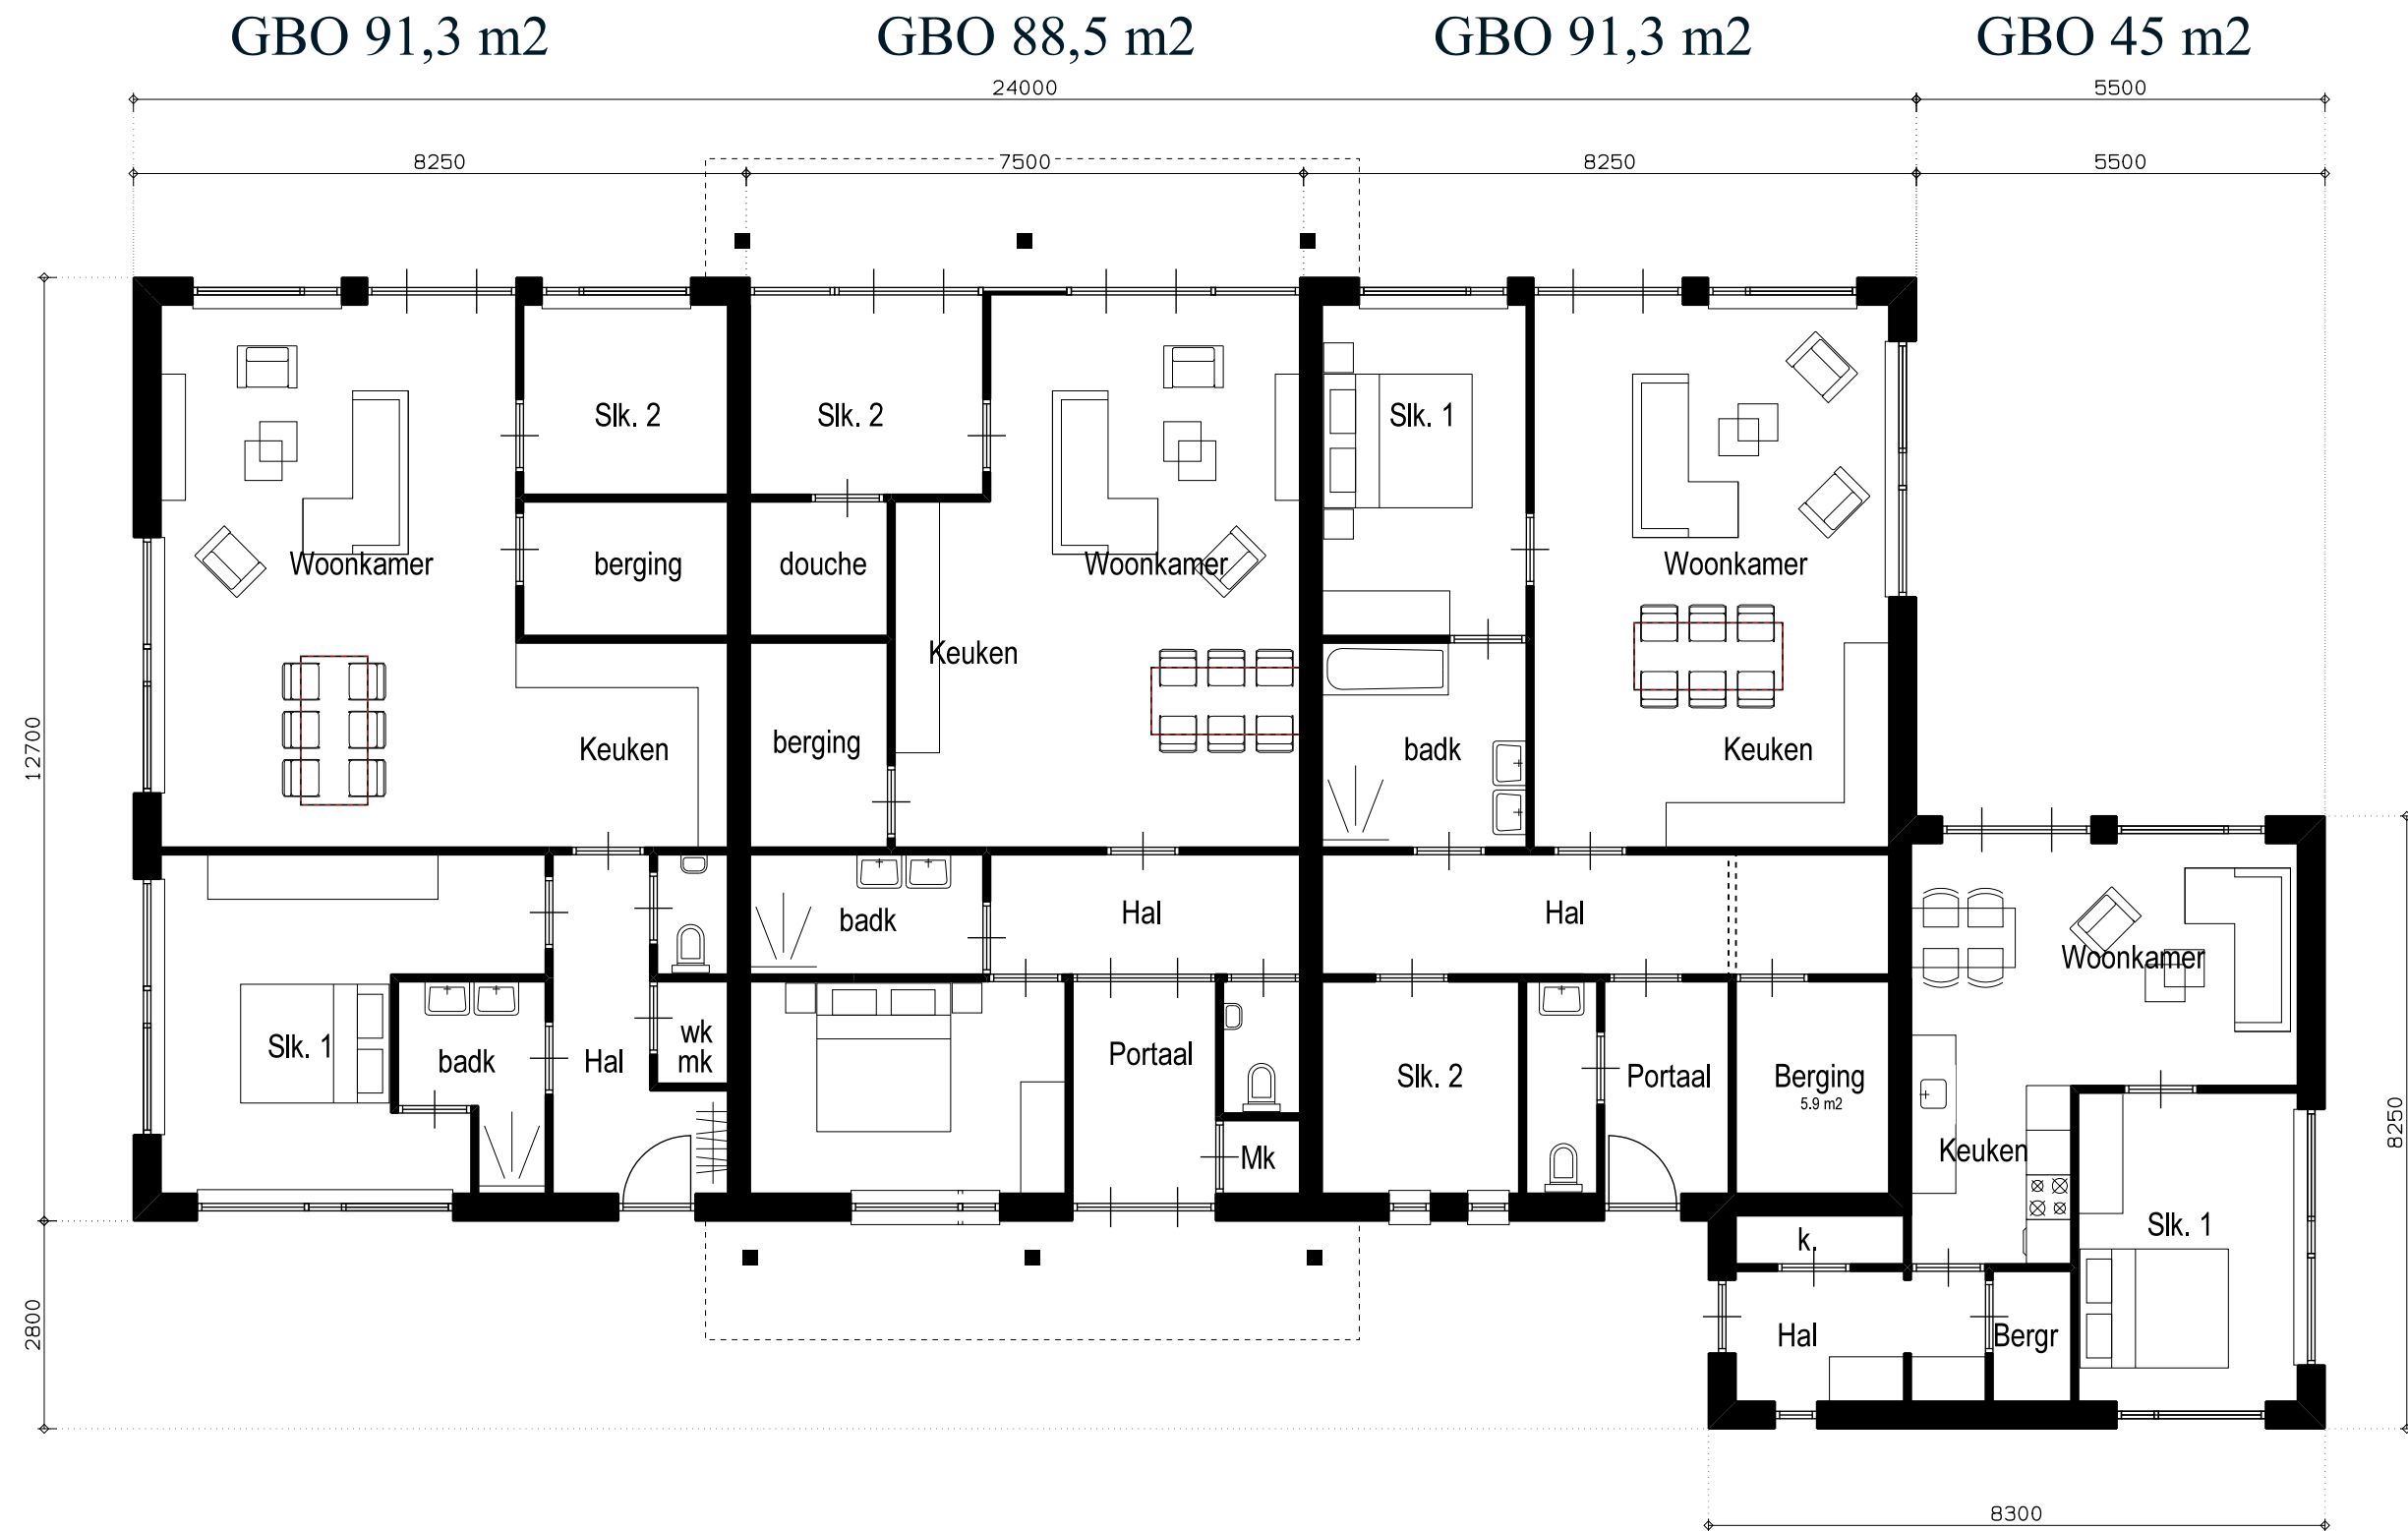 GBO 91,3 m2
GBO 88,5 m2
GBO 91,3 m2
GBO 45 m2
24000
5500
8250
7500
8250
5500
Slk. 2
Slk. 2
Slk. 1
Woonkamer
berging
douche
Woonkamer
Woonkamer
Keuken
Keuken
berging
badk
Keuken
12700
badk
Hal
Hal
Woonkamer
Slk. 1
badk
Hal
wk
mk
Portaal
Slk. 2
Portaal
Berging
5.9 m2
Keuken
8250
Mk
k.
Slk. 1
2800
Hal
Bergr
8300